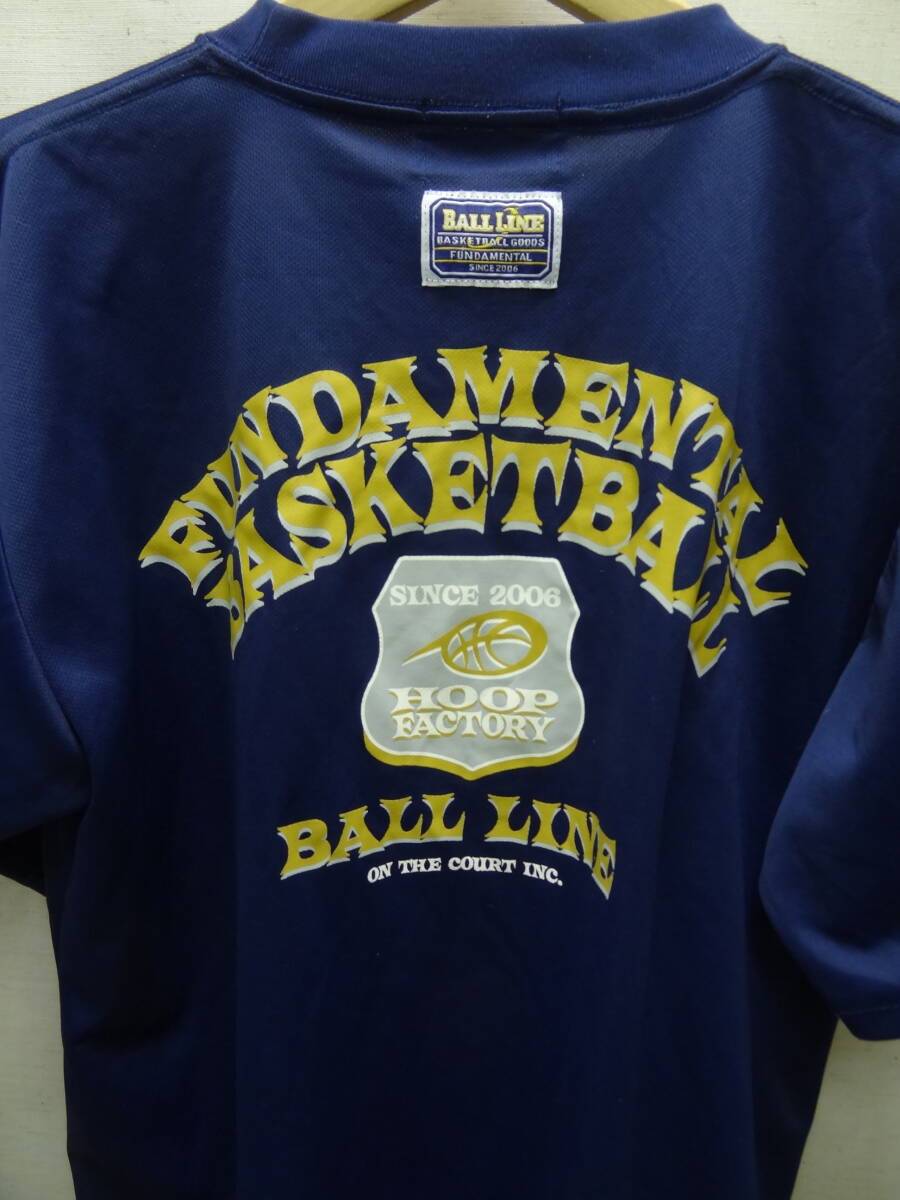 BALL LINE
BASKETBALL GOODS
FUNDAMENTAL
SINCE 2006
FUNDAMENTAL
BASKETBALL
SINCE 2006
HOOP
FACTORY
BALL LINE
ON THE COURT INC.